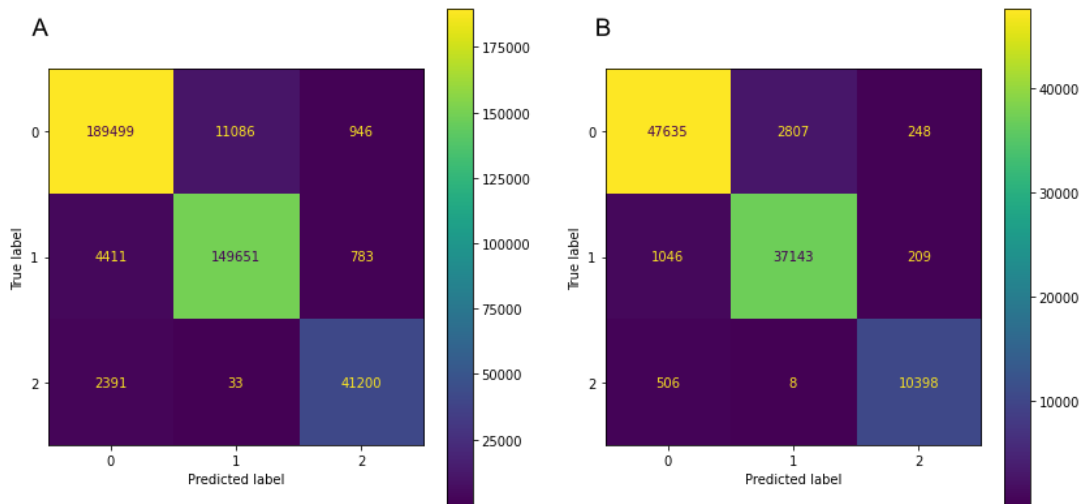 A
175000
150000
125000
100000
75000
50000
25000
True label
0
1
2
189499 11086 946
4411 149651 783
2391 33 41200
0 1 2
Predicted label
B
40000
30000
20000
10000
True label
0
1
2
47635 2807 248
1046 37143 209
506 8 10398
0 1 2
Predicted label